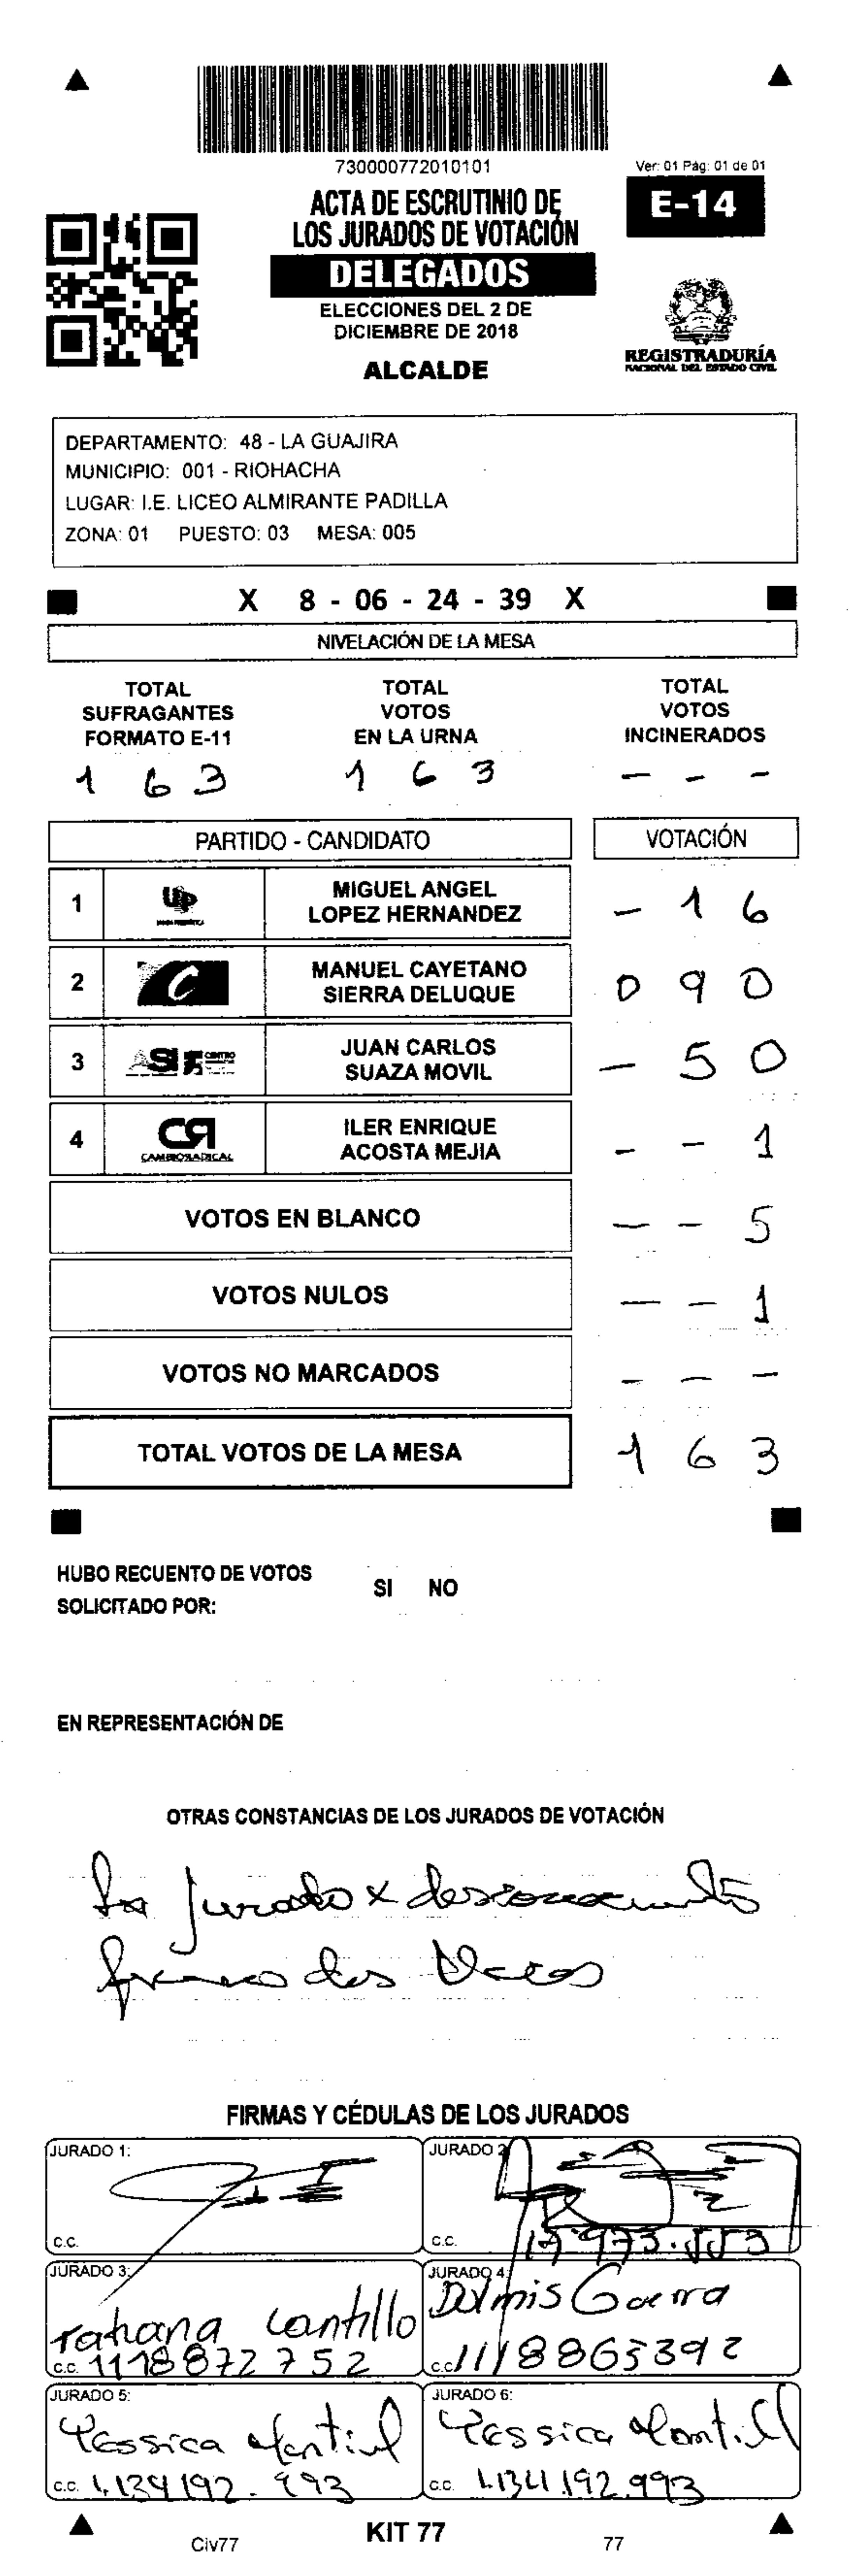 730000772010101
Ver: 01 Pág: 01 de 01
ACTA DE ESCRUTINIO DE
LOS JURADOS DE VOTACIÓN
E-14
DELEGADOS
ELECCIONES DEL 2 DE
DICIEMBRE DE 2018
ALCALDE
REGISTRADURÍA
NACIONAL DEL ESTADO CIVIL
DEPARTAMENTO: 48 - LA GUAJIRA
MUNICIPIO: 001 - RIOHACHA
LUGAR: I.E. LICEO ALMIRANTE PADILLA
ZONA: 01 PUESTO: 03 MESA: 005
X 8 - 06 - 24 - 39 X
NIVELACIÓN DE LA MESA
TOTAL SUFRAGANTES FORMATO E-11
TOTAL VOTOS EN LA URNA
TOTAL VOTOS INCINERADOS
1 6 3 1 6 3 - - -
PARTIDO - CANDIDATO VOTACIÓN
1 up MIGUEL ANGEL LOPEZ HERNANDEZ - 1 6
2 C MANUEL CAYETANO SIERRA DELUQUE 0 9 0
3 ASI CENTRO JUAN CARLOS SUAZA MOVIL - 5 0
4 CR CAMBIO RADICAL ILER ENRIQUE ACOSTA MEJIA - - 1
VOTOS EN BLANCO - - 5
VOTOS NULOS - - 1
VOTOS NO MARCADOS - - -
TOTAL VOTOS DE LA MESA 1 6 3
HUBO RECUENTO DE VOTOS SI NO
SOLICITADO POR:
EN REPRESENTACIÓN DE
OTRAS CONSTANCIAS DE LOS JURADOS DE VOTACIÓN
jurado x
dos
FIRMAS Y CÉDULAS DE LOS JURADOS
JURADO 1: JURADO 2
C.C. C.C. 17.973.553
JURADO 3: JURADO 4:
Tatiana Cantillo Dilmis Guerra
C.C. 1118872752 C.C. 1118865392
JURADO 5: JURADO 6:
Yessica Montiel Yessica Montiel
C.C. 1.134192.993 C.C. 1.134.192.993
Civ77 KIT 77 77